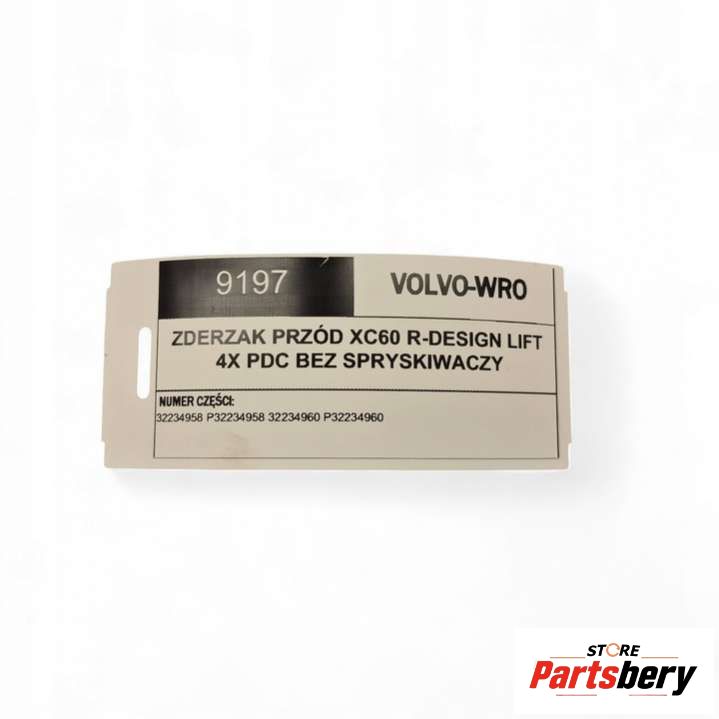 9197
VOLVO-WRO
ZDERZAK PRZÓD XC60 R-DESIGN LIFT
4X PDC BEZ SPRYSKIWACZY
NUMER CZĘŚCI:
32234958 P32234958 32234960 P32234960
STORE
Partsbery